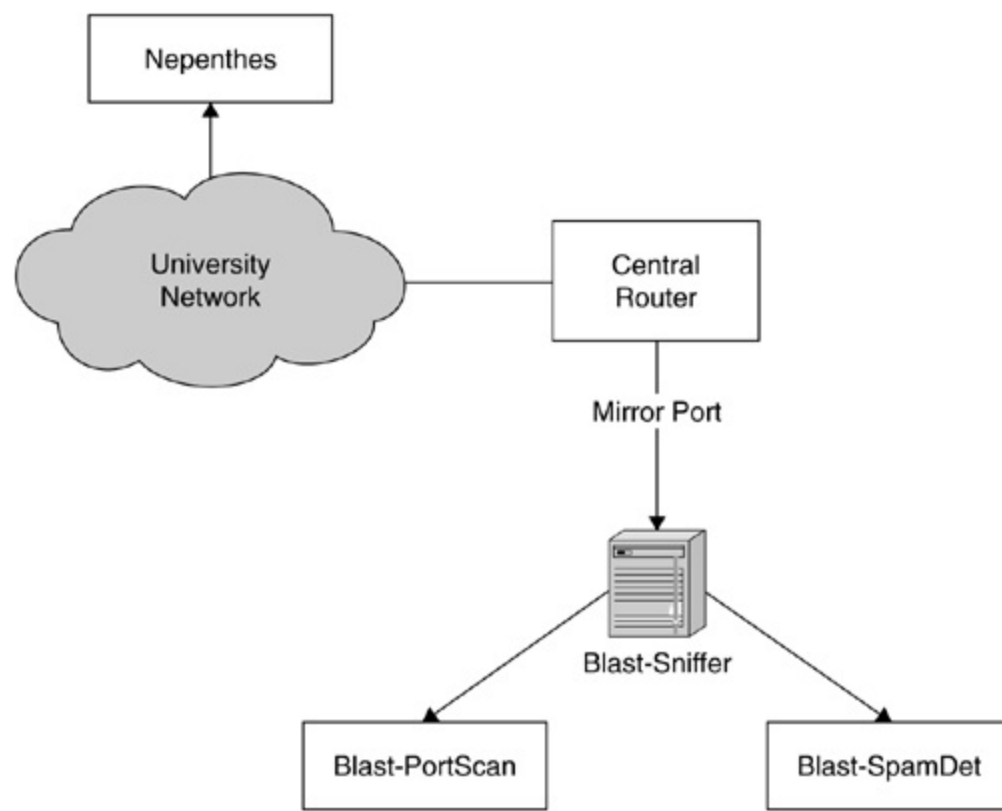 Nepenthes
University
Network
Central
Router
Mirror Port
Blast-Sniffer
Blast-PortScan
Blast-SpamDet